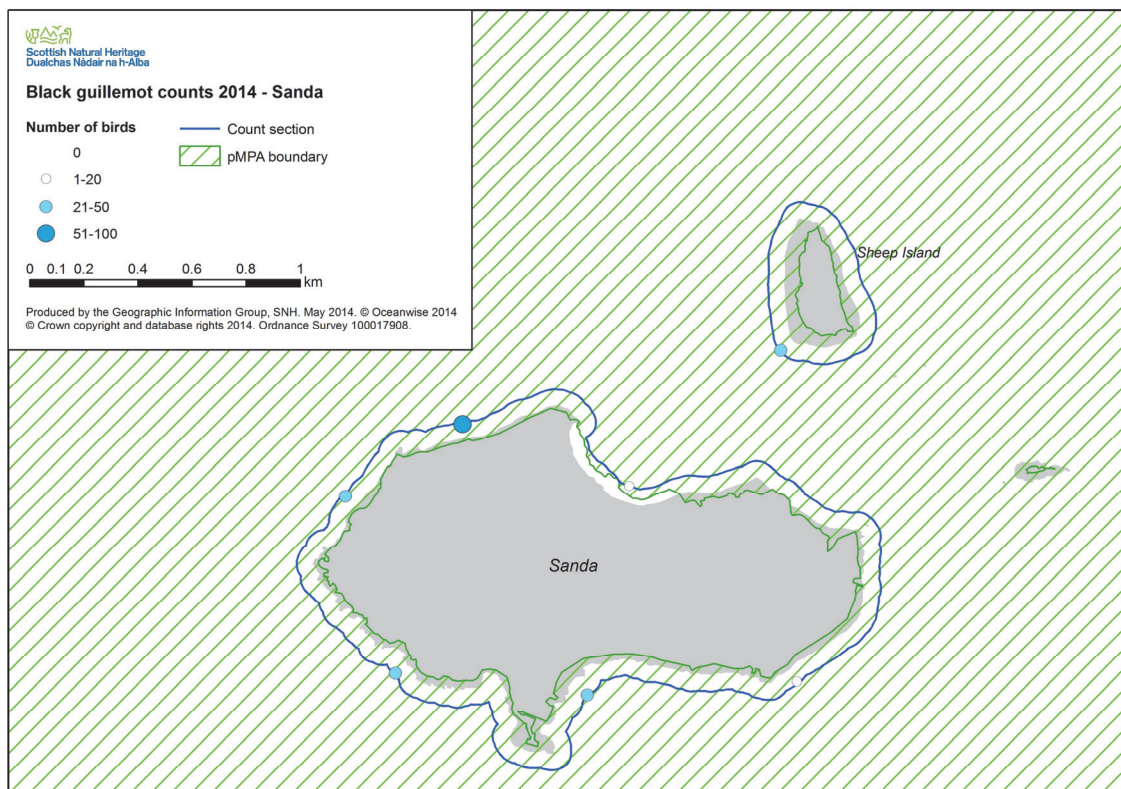 Scottish Natural Heritage
Dualchas Nàdair na h-Alba
Black guillemot counts 2014 - Sanda
Number of birds
Count section
0
pMPA boundary
1-20
21-50
51-100
0 0.1 0.2 0.4 0.6 0.8 1
km
Produced by the Geographic Information Group, SNH. May 2014. © Oceanwise 2014
© Crown copyright and database rights 2014. Ordnance Survey 100017908.
Sheep Island
Sanda